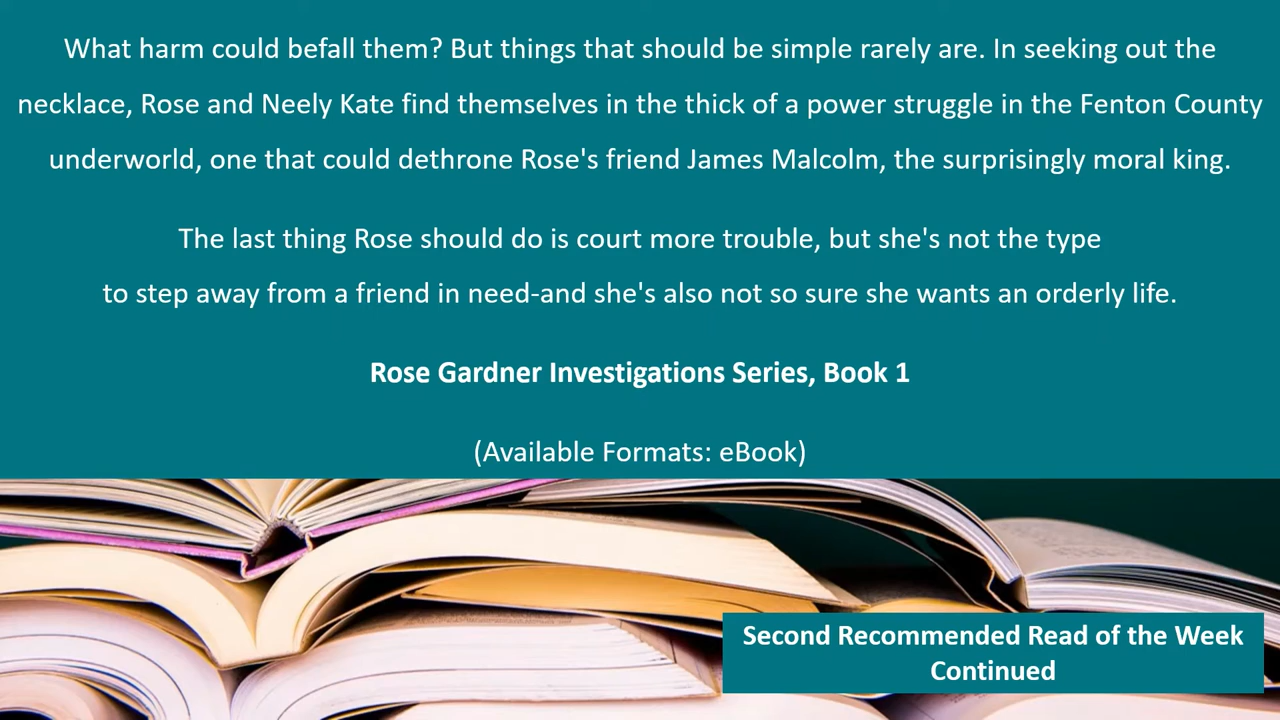 What harm could befall them? But things that should be simple rarely are. In seeking out the
necklace, Rose and Neely Kate find themselves in the thick of a power struggle in the Fenton County
underworld, one that could dethrone Rose's friend James Malcolm, the surprisingly moral king.
The last thing Rose should do is court more trouble, but she's not the type
to step away from a friend in need-and she's also not so sure she wants an orderly life.
Rose Gardner Investigations Series, Book 1
(Available Formats: eBook)
Second Recommended Read of the Week
Continued